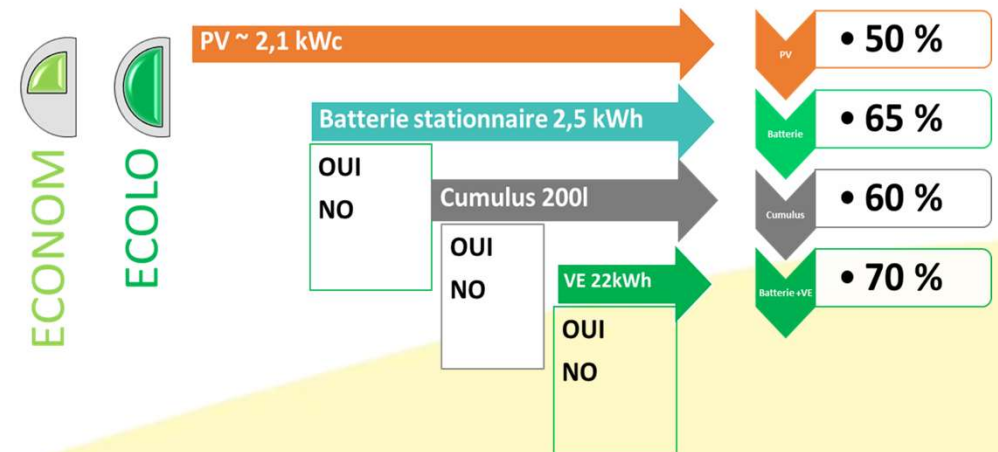 ECONOM
ECOLO
PV ~ 2,1 kWc
PV
• 50 %
Batterie stationnaire 2,5 kWh
Batterie
• 65 %
OUI
NO
Cumulus 200l
Cumulus
• 60 %
OUI
NO
VE 22kWh
Batterie +VE
• 70 %
OUI
NO